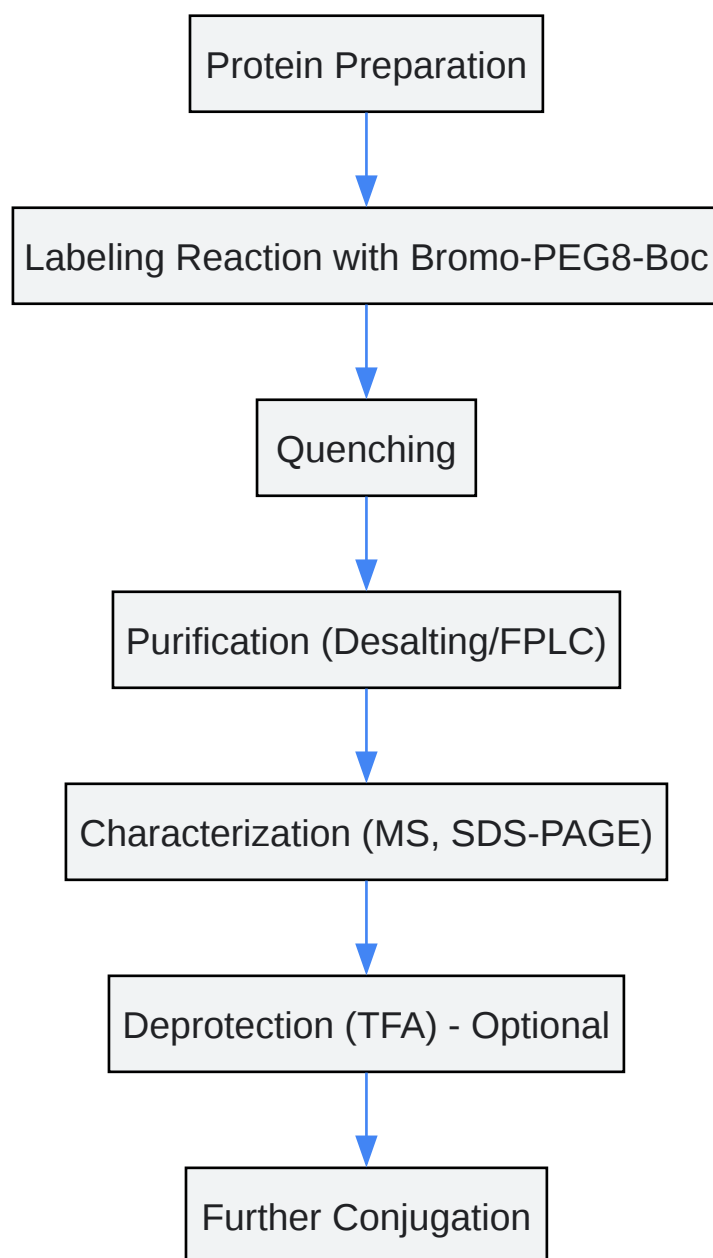 Protein Preparation
Labeling Reaction with Bromo-PEG8-Boc
Quenching
Purification (Desalting/FPLC)
Characterization (MS, SDS-PAGE)
Deprotection (TFA) - Optional
Further Conjugation